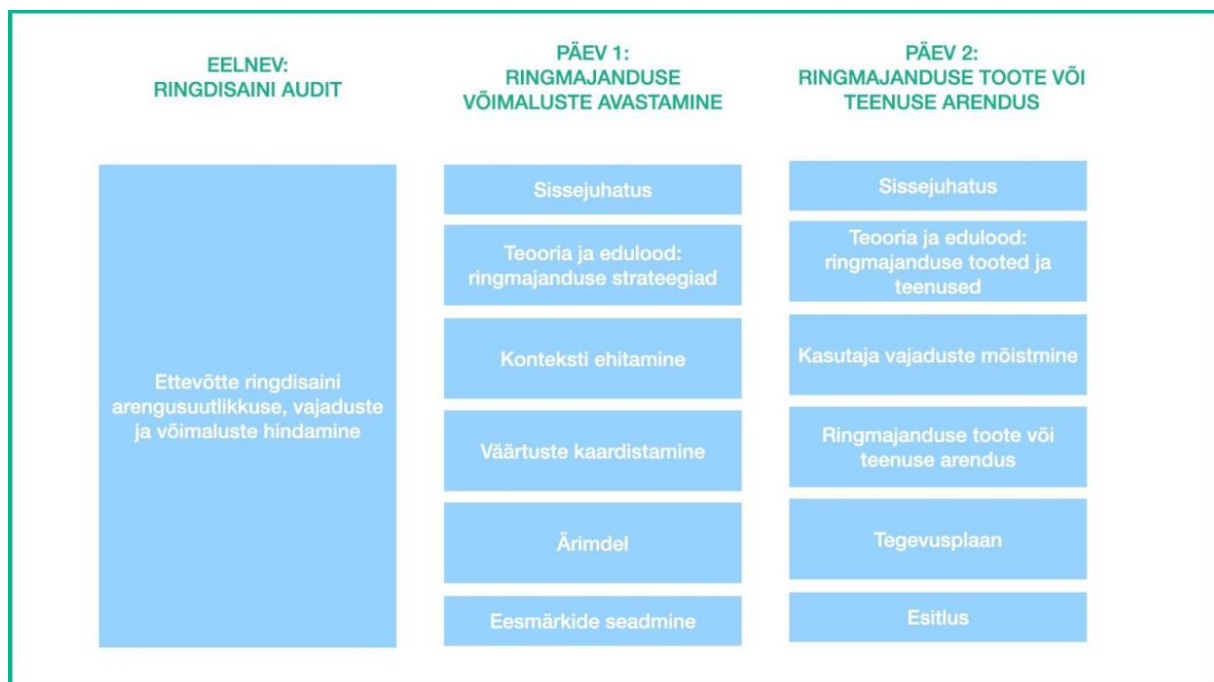 EELNEV:
RINGDISAINI AUDIT
Ettevõtte ringdisaini
arengusuutlikkuse, vajaduste
ja võimaluste hindamine
PÄEV 1:
RINGMAJANDUSE
VÕIMALUSTE AVASTAMINE
Sissejuhatus
Teooria ja edulood:
ringmajanduse strateegiad
Konteksti ehitamine
Väärtuste kaardistamine
Ärimdel
Eesmärkide seadmine
PÄEV 2:
RINGMAJANDUSE TOOTE VÕI
TEENUSE ARENDUS
Sissejuhatus
Teooria ja edulood:
ringmajanduse tooted ja
teenused
Kasutaja vajaduste mõistmine
Ringmajanduse toote või
teenuse arendus
Tegevusplaan
Esitlus